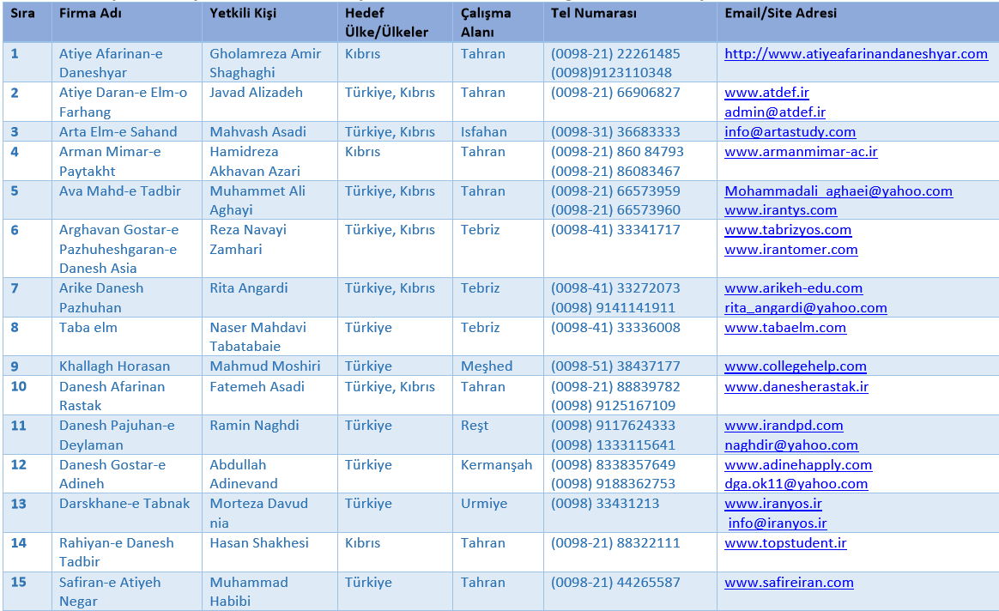 Sıra Firma Adı Yetkili Kişi Hedef Ülke/Ülkeler Çalışma Alanı Tel Numarası Email/Site Adresi
1 Atiye Afarinan-e Daneshyar Gholamreza Amir Shaghaghi Kıbrıs Tahran (0098-21) 22261485 (0098)9123110348 http://www.atiyeafarinandaneshyar.com
2 Atiye Daran-e Elm-o Farhang Javad Alizadeh Türkiye, Kıbrıs Tahran (0098-21) 66906827 www.atdef.ir admin@atdef.ir
3 Arta Elm-e Sahand Mahvash Asadi Türkiye, Kıbrıs Isfahan (0098-31) 36683333 info@artastudy.com
4 Arman Mimar-e Paytakht Hamidreza Akhavan Azari Kıbrıs Tahran (0098-21) 860 84793 (0098-21) 86083467 www.armanmimar-ac.ir
5 Ava Mahd-e Tadbir Muhammet Ali Aghayi Türkiye, Kıbrıs Tahran (0098-21) 66573959 (0098-21) 66573960 Mohammadali_aghaei@yahoo.com www.irantys.com
6 Arghavan Gostar-e Pazhuheshgaran-e Danesh Asia Reza Navayi Zamhari Türkiye, Kıbrıs Tebriz (0098-41) 33341717 www.tabrizyos.com www.irantomer.com
7 Arike Danesh Pazhuhan Rita Angardi Türkiye, Kıbrıs Tebriz (0098-41) 33272073 (0098) 9141141911 www.arikeh-edu.com rita_angardi@yahoo.com
8 Taba elm Naser Mahdavi Tabatabaie Türkiye Tebriz (0098-41) 33336008 www.tabaelm.com
9 Khallagh Horasan Mahmud Moshiri Türkiye Meşhed (0098-51) 38437177 www.collegehelp.com
10 Danesh Afarinan Rastak Fatemeh Asadi Türkiye, Kıbrıs Tahran (0098-21) 88839782 (0098) 9125167109 www.danesherastak.ir
11 Danesh Pajuhan-e Deylaman Ramin Naghdi Türkiye Reşt (0098) 9117624333 (0098) 1333115641 www.irandpd.com naghdir@yahoo.com
12 Danesh Gostar-e Adineh Abdullah Adinevand Türkiye Kermanşah (0098) 8338357649 (0098) 9188362753 www.adinehapply.com dga.ok11@yahoo.com
13 Darskhane-e Tabnak Morteza Davud nia Türkiye Urmiye (0098) 33431213 www.iranyos.ir info@iranyos.ir
14 Rahiyan-e Danesh Tadbir Hasan Shakhesi Kıbrıs Tahran (0098-21) 88322111 www.topstudent.ir
15 Safiran-e Atiyeh Negar Muhammad Habibi Türkiye Tahran (0098-21) 44265587 www.safireiran.com